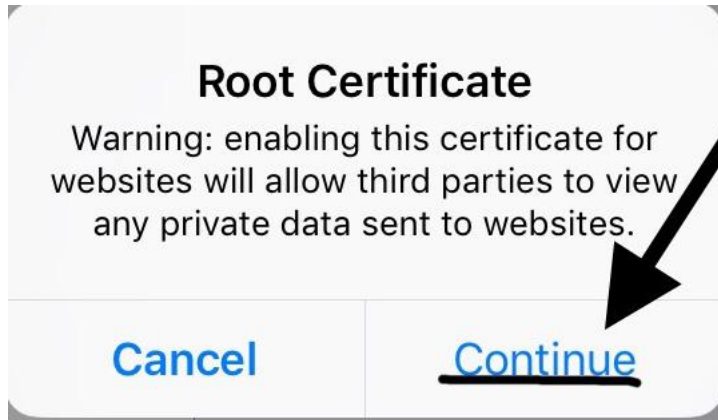 Root Certificate
Warning: enabling this certificate for
websites will allow third parties to view
any private data sent to websites.
Cancel
Continue